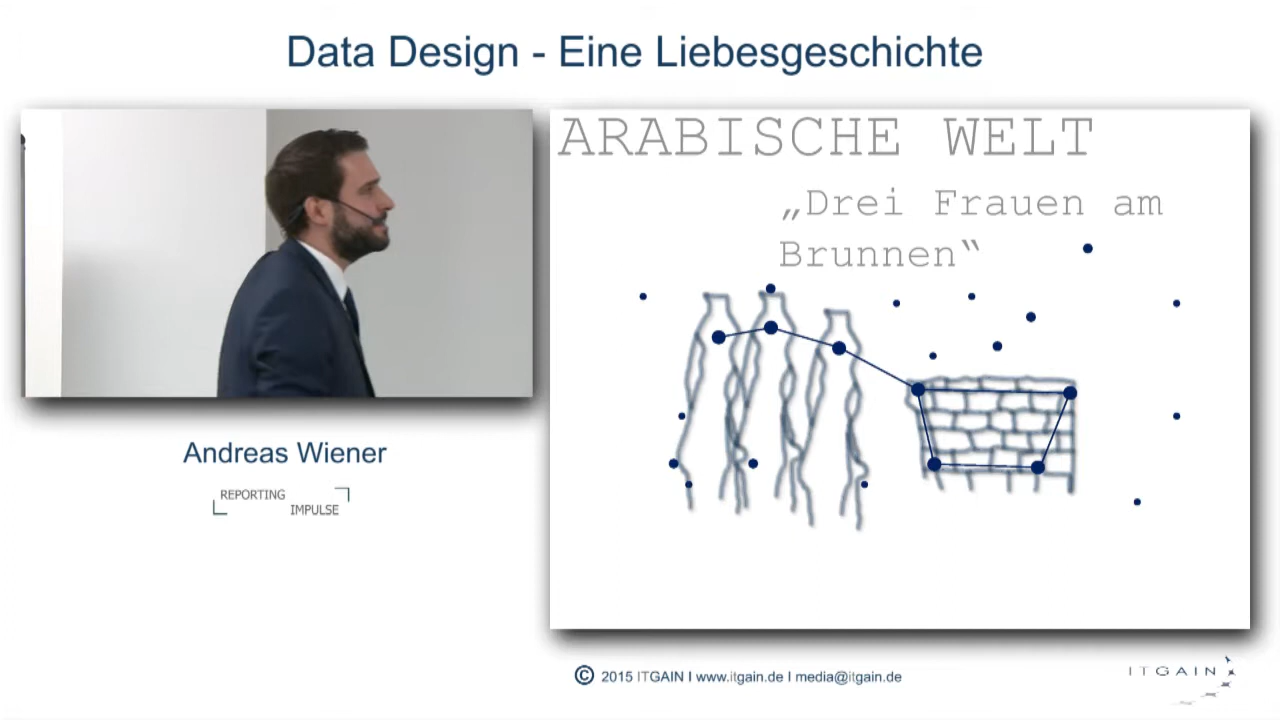 Data Design - Eine Liebesgeschichte
ARABISCHE WELT
„Drei Frauen am
Brunnen“
Andreas Wiener
REPORTING
IMPULSE
© 2015 ITGAIN I www.itgain.de I media@itgain.de
ITGAIN